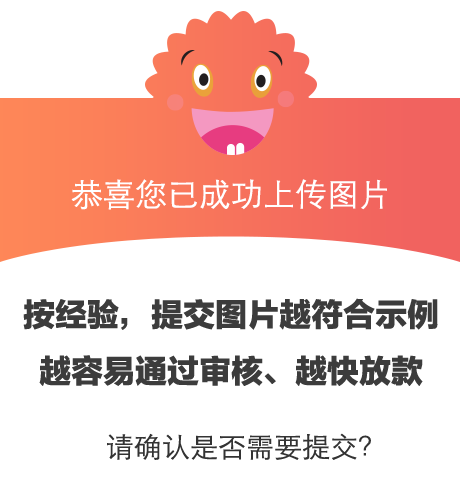 恭喜您已成功上传图片
按经验，提交图片越符合示例
越容易通过审核、越快放款
请确认是否需要提交？